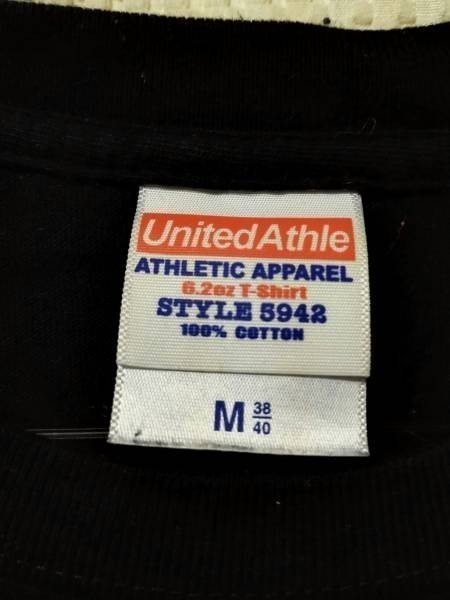 UnitedAthle
ATHLETIC APPAREL
6.2oz T-Shirt
STYLE 5942
100% COTTON
M 38/40